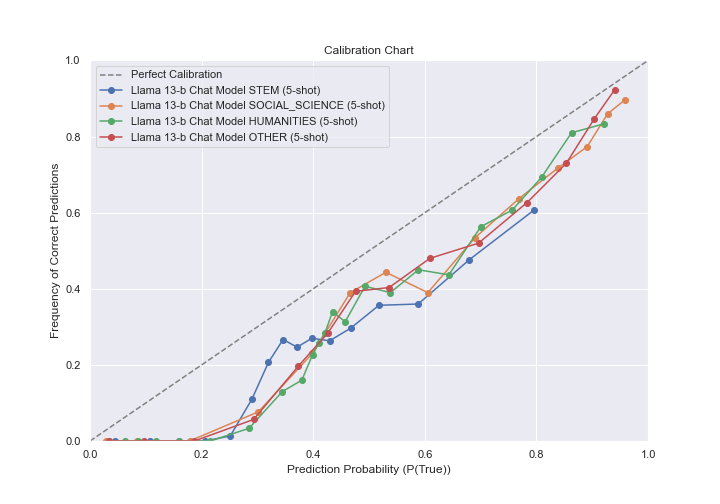 Calibration Chart
Perfect Calibration
Llama 13-b Chat Model STEM (5-shot)
Llama 13-b Chat Model SOCIAL_SCIENCE (5-shot)
Llama 13-b Chat Model HUMANITIES (5-shot)
Llama 13-b Chat Model OTHER (5-shot)
Frequency of Correct Predictions
1.0
0.8
0.6
0.4
0.2
0.0
0.0 0.2 0.4 0.6 0.8 1.0
Prediction Probability (P(True))